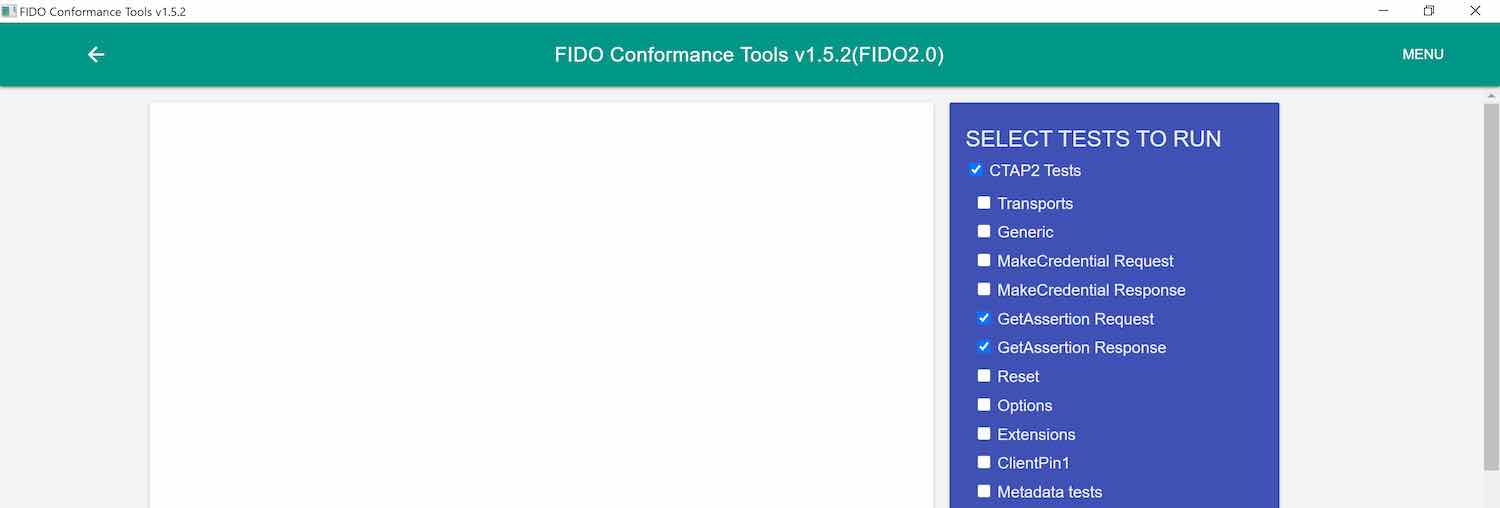 FIDO Conformance Tools v1.5.2
FIDO Conformance Tools v1.5.2(FIDO2.0)
MENU
SELECT TESTS TO RUN
CTAP2 Tests
Transports
Generic
MakeCredential Request
MakeCredential Response
GetAssertion Request
GetAssertion Response
Reset
Options
Extensions
ClientPin1
Metadata tests